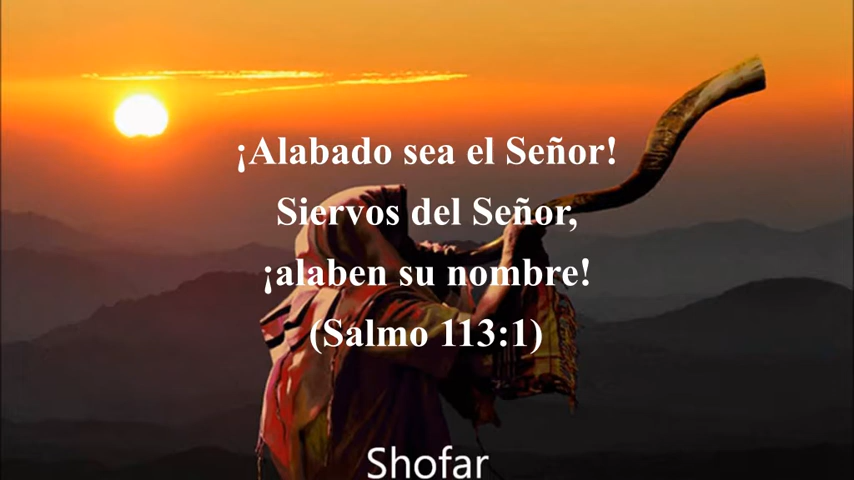 ¡Alabado sea el Señor!
Siervos del Señor,
¡alaben su nombre!
(Salmo 113:1)
Shofar